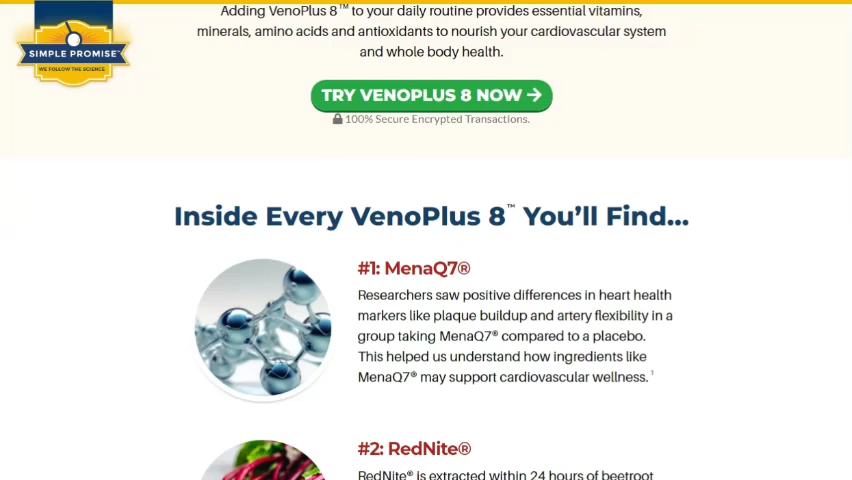 Adding VenoPlus 8™ to your daily routine provides essential vitamins,
minerals, amino acids and antioxidants to nourish your cardiovascular system
and whole body health.
SIMPLE PROMISE™
WE FOLLOW THE SCIENCE
TRY VENOPLUS 8 NOW →
100% Secure Encrypted Transactions.
Inside Every VenoPlus 8™ You’ll Find...
#1: MenaQ7®
Researchers saw positive differences in heart health
markers like plaque buildup and artery flexibility in a
group taking MenaQ7® compared to a placebo.
This helped us understand how ingredients like
MenaQ7® may support cardiovascular wellness. 1
#2: RedNite®
RedNite® is extracted within 24 hours of beetroot